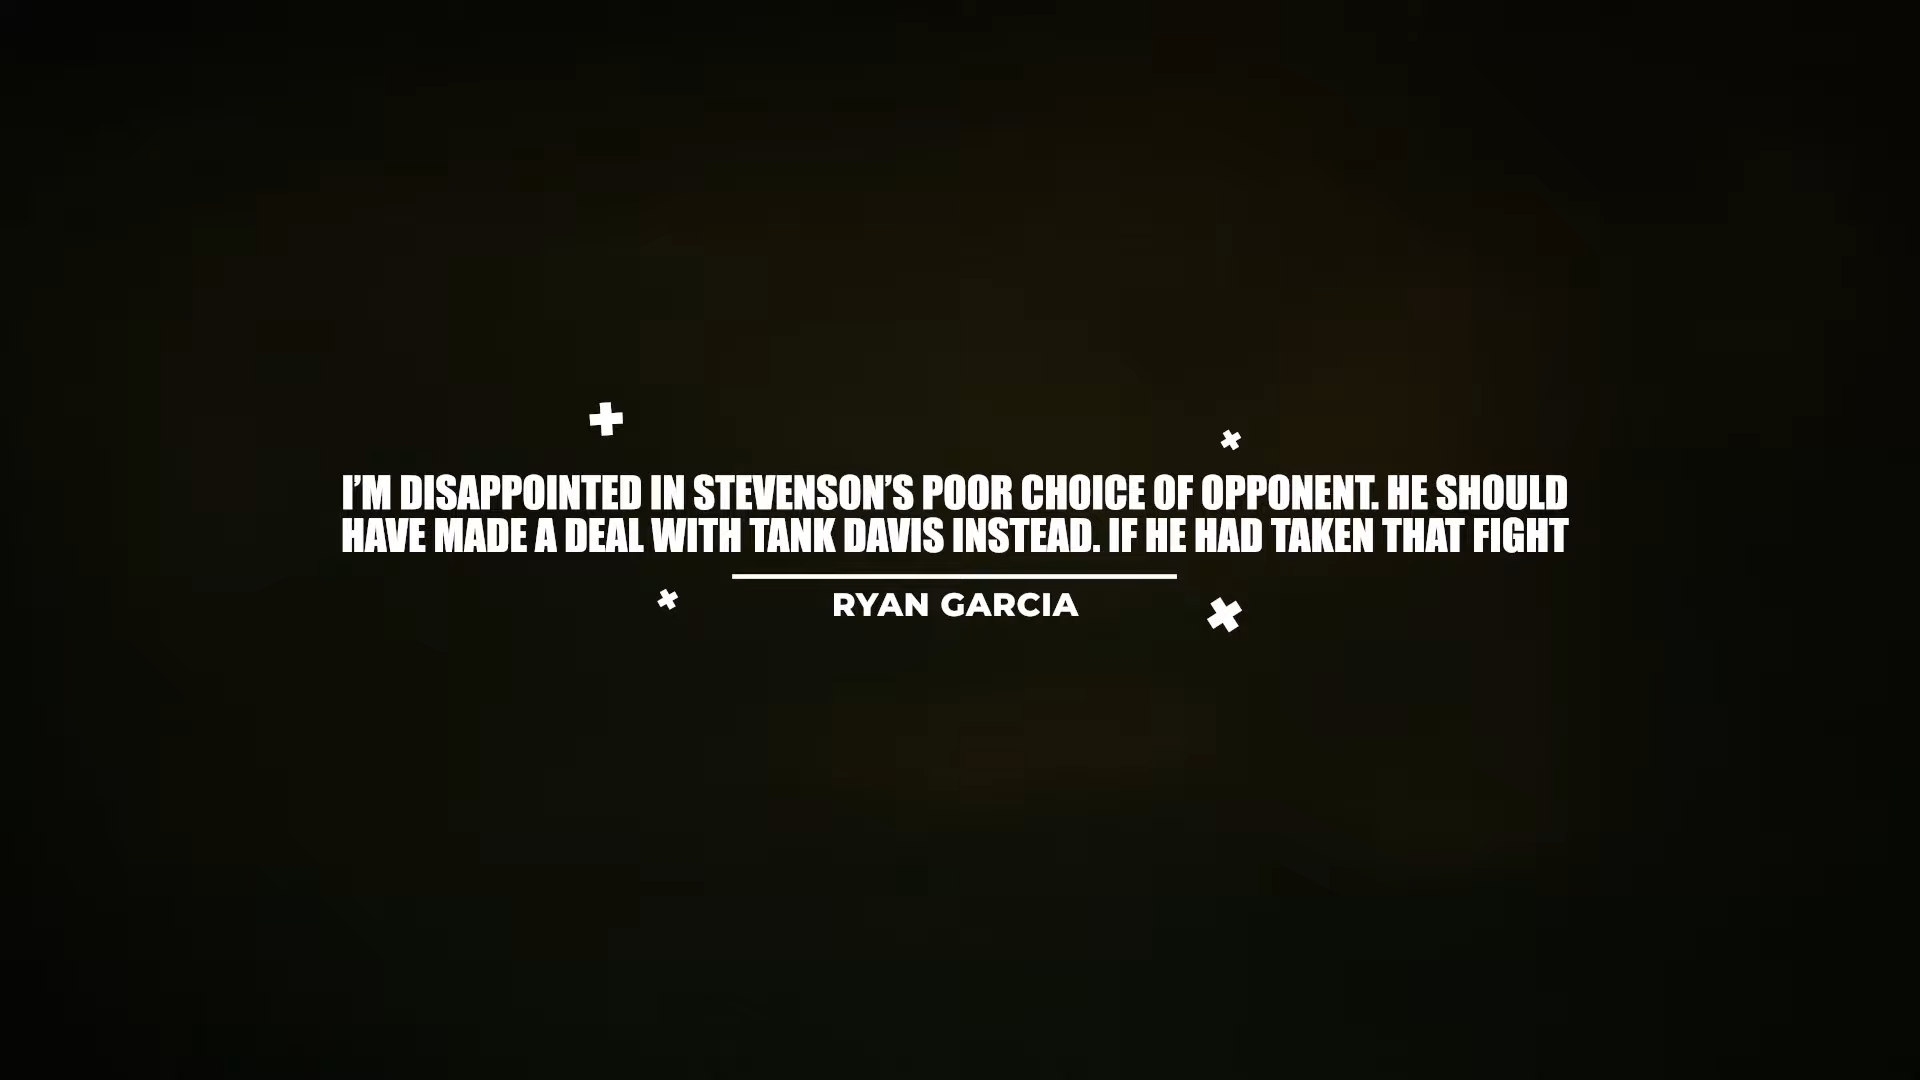 I’M DISAPPOINTED IN STEVENSON’S POOR CHOICE OF OPPONENT. HE SHOULD
HAVE MADE A DEAL WITH TANK DAVIS INSTEAD. IF HE HAD TAKEN THAT FIGHT
RYAN GARCIA